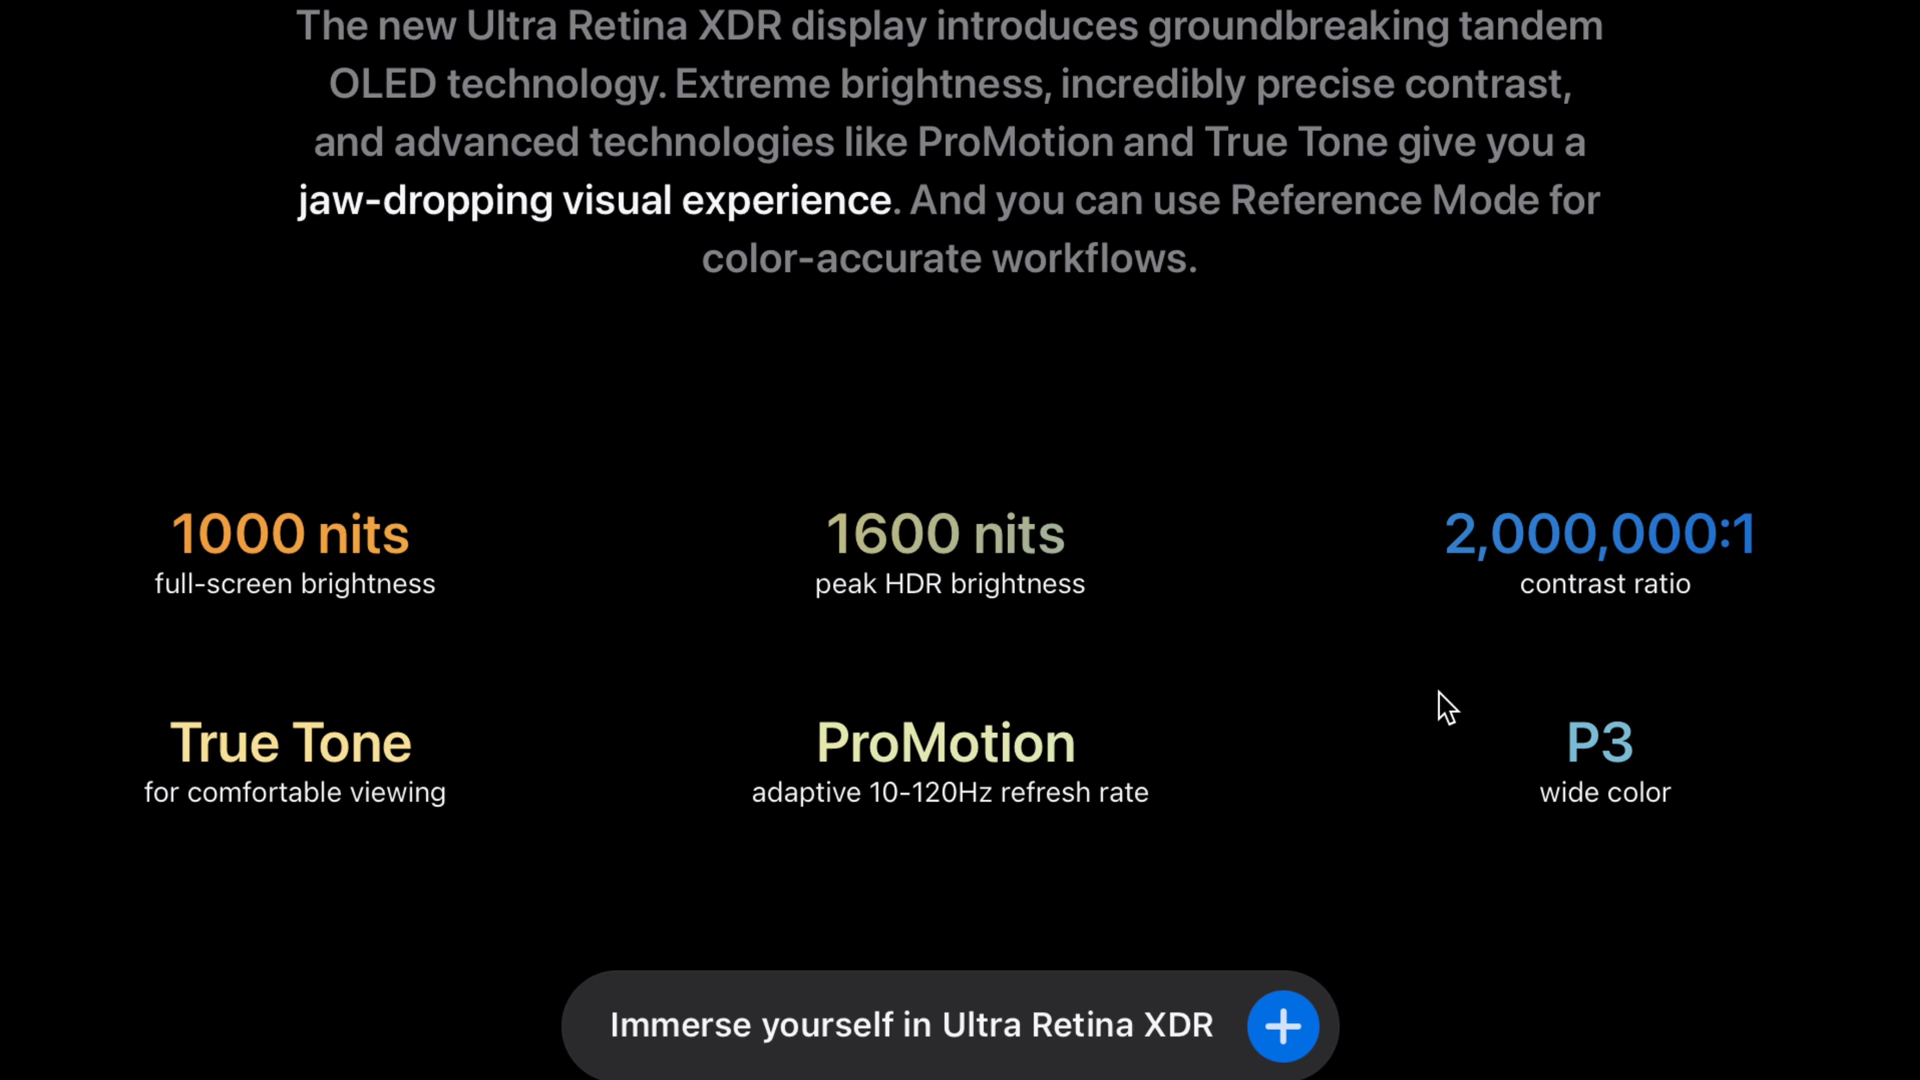 The new Ultra Retina XDR display introduces groundbreaking tandem
OLED technology. Extreme brightness, incredibly precise contrast,
and advanced technologies like ProMotion and True Tone give you a
jaw-dropping visual experience. And you can use Reference Mode for
color-accurate workflows.
1000 nits
full-screen brightness
1600 nits
peak HDR brightness
2,000,000:1
contrast ratio
True Tone
for comfortable viewing
ProMotion
adaptive 10-120Hz refresh rate
P3
wide color
Immerse yourself in Ultra Retina XDR